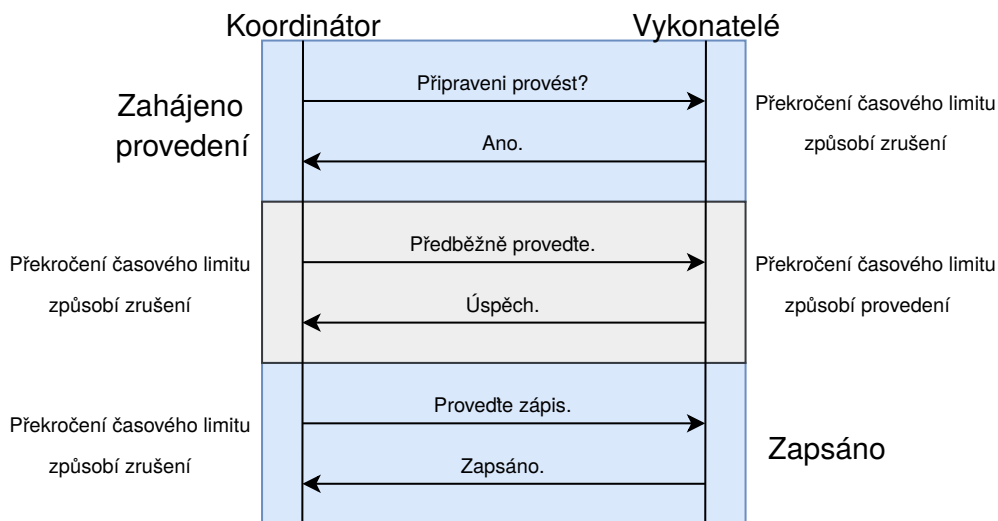 Koordinátor
Vykonatelé
Zahájeno
provedení
Připraveni provést?
Ano.
Překročení časového limitu
způsobí zrušení
Překročení časového limitu
způsobí zrušení
Předběžně proveďte.
Úspěch.
Překročení časového limitu
způsobí provedení
Překročení časového limitu
způsobí zrušení
Proveďte zápis.
Zapsáno.
Zapsáno